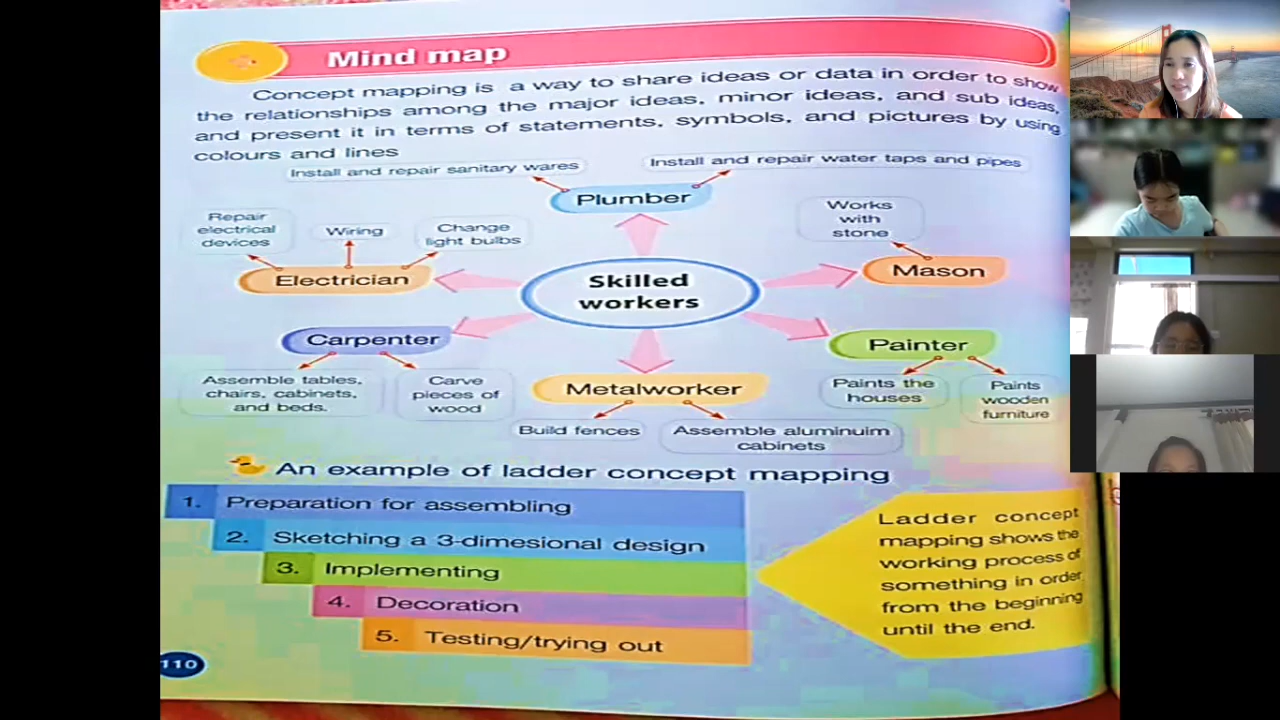 Mind map
Concept mapping is a way to share ideas or data in order to show
the relationships among the major ideas, minor ideas, and sub ideas,
and present it in terms of statements, symbols, and pictures by using
colours and lines
Install and repair sanitary wares
Install and repair water taps and pipes
Plumber
Repair
electrical
devices
Wiring
Change
light bulbs
Electrician
Works
with
stone
Mason
Skilled
workers
Carpenter
Assemble tables,
chairs, cabinets,
and beds.
Carve
pieces of
wood
Metalworker
Build fences
Assemble aluminuim
cabinets
Painter
Paints the
houses
Paints
wooden
furniture
An example of ladder concept mapping
1. Preparation for assembling
2. Sketching a 3-dimesional design
3. Implementing
4. Decoration
5. Testing/trying out
Ladder concept
mapping shows the
working process of
something in order
from the beginning
until the end.
110